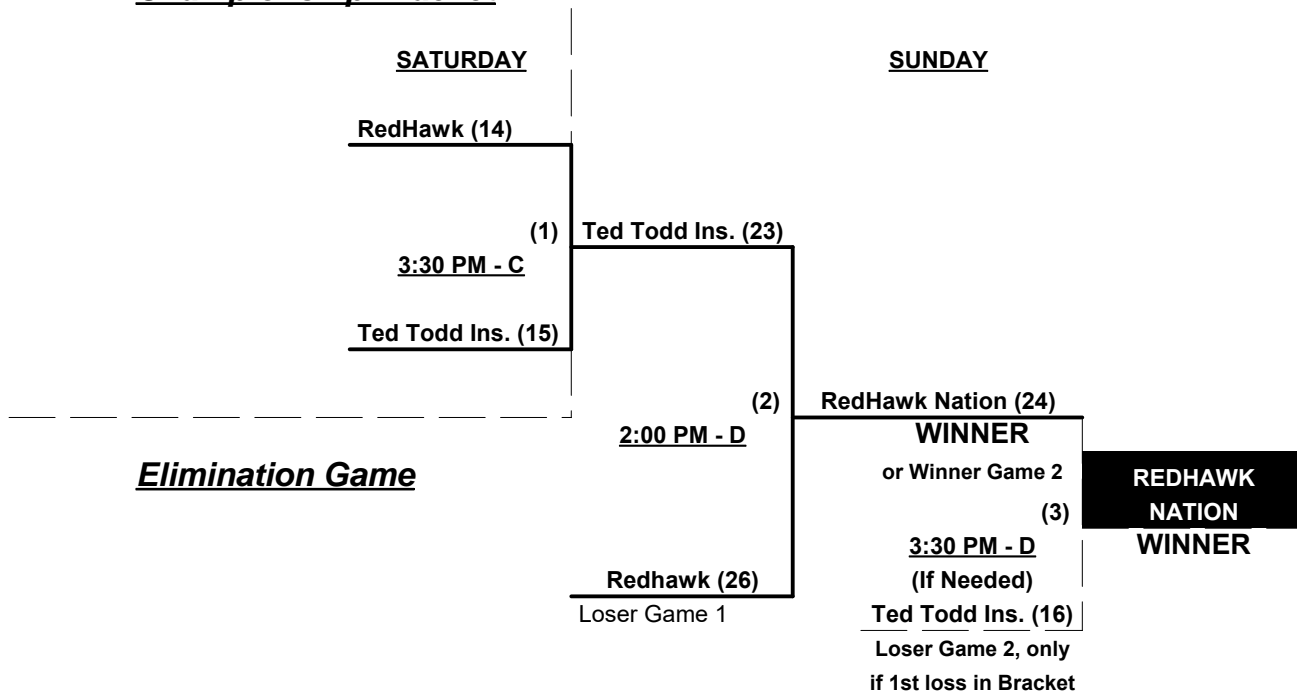 SATURDAY
SUNDAY
RedHawk (14)
(1)
Ted Todd Ins. (23)
3:30 PM - C
Ted Todd Ins. (15)
(2)
RedHawk Nation (24)
2:00 PM - D
WINNER
Elimination Game
or Winner Game 2
REDHAWK
(3)
NATION
3:30 PM - D
WINNER
Redhawk (26)
(If Needed)
Loser Game 1
Ted Todd Ins. (16)
Loser Game 2, only
if 1st loss in Bracket